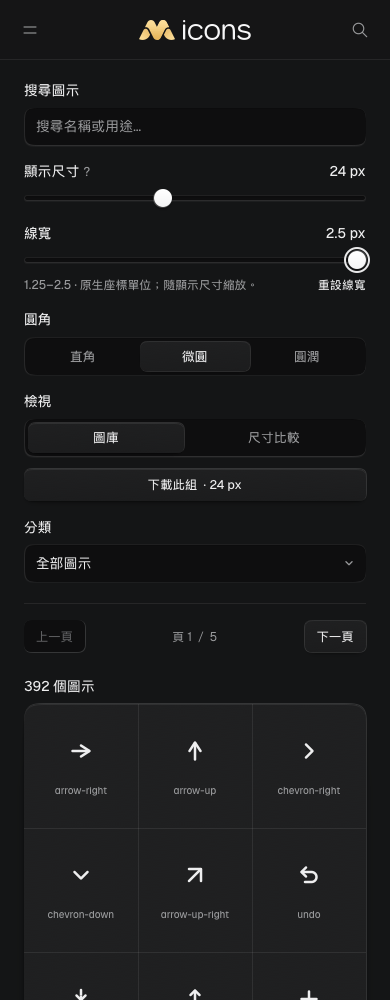 icons
搜尋圖示
搜尋名稱或用途…
顯示尺寸 ? 24 px
線寬 2.5 px
1.25–2.5 · 原生座標單位；隨顯示尺寸縮放。 重設線寬
圓角
直角 微圓 圓潤
檢視
圖庫 尺寸比較
下載此組 · 24 px
分類
全部圖示
上一頁 頁 1 / 5 下一頁
392 個圖示
arrow-right arrow-up chevron-right
chevron-down arrow-up-right undo